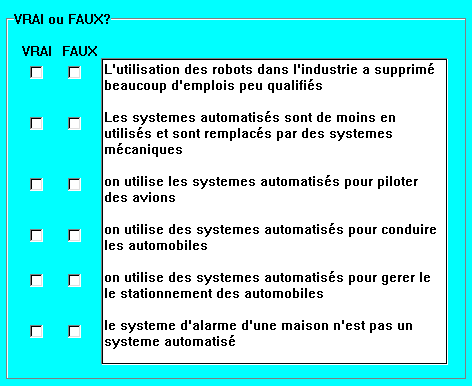 VRAI ou FAUX?
VRAI FAUX
L'utilisation des robots dans l'industrie a supprimé
beaucoup d'emplois peu qualifiés
Les systemes automatisés sont de moins en
utilisés et sont remplacés par des systemes
mécaniques
on utilise les systemes automatisés pour piloter
des avions
on utilise des systemes automatisés pour conduire
les automobiles
on utilise des systemes automatisés pour gerer le
le stationnement des automobiles
le systeme d'alarme d'une maison n'est pas un
systeme automatisé